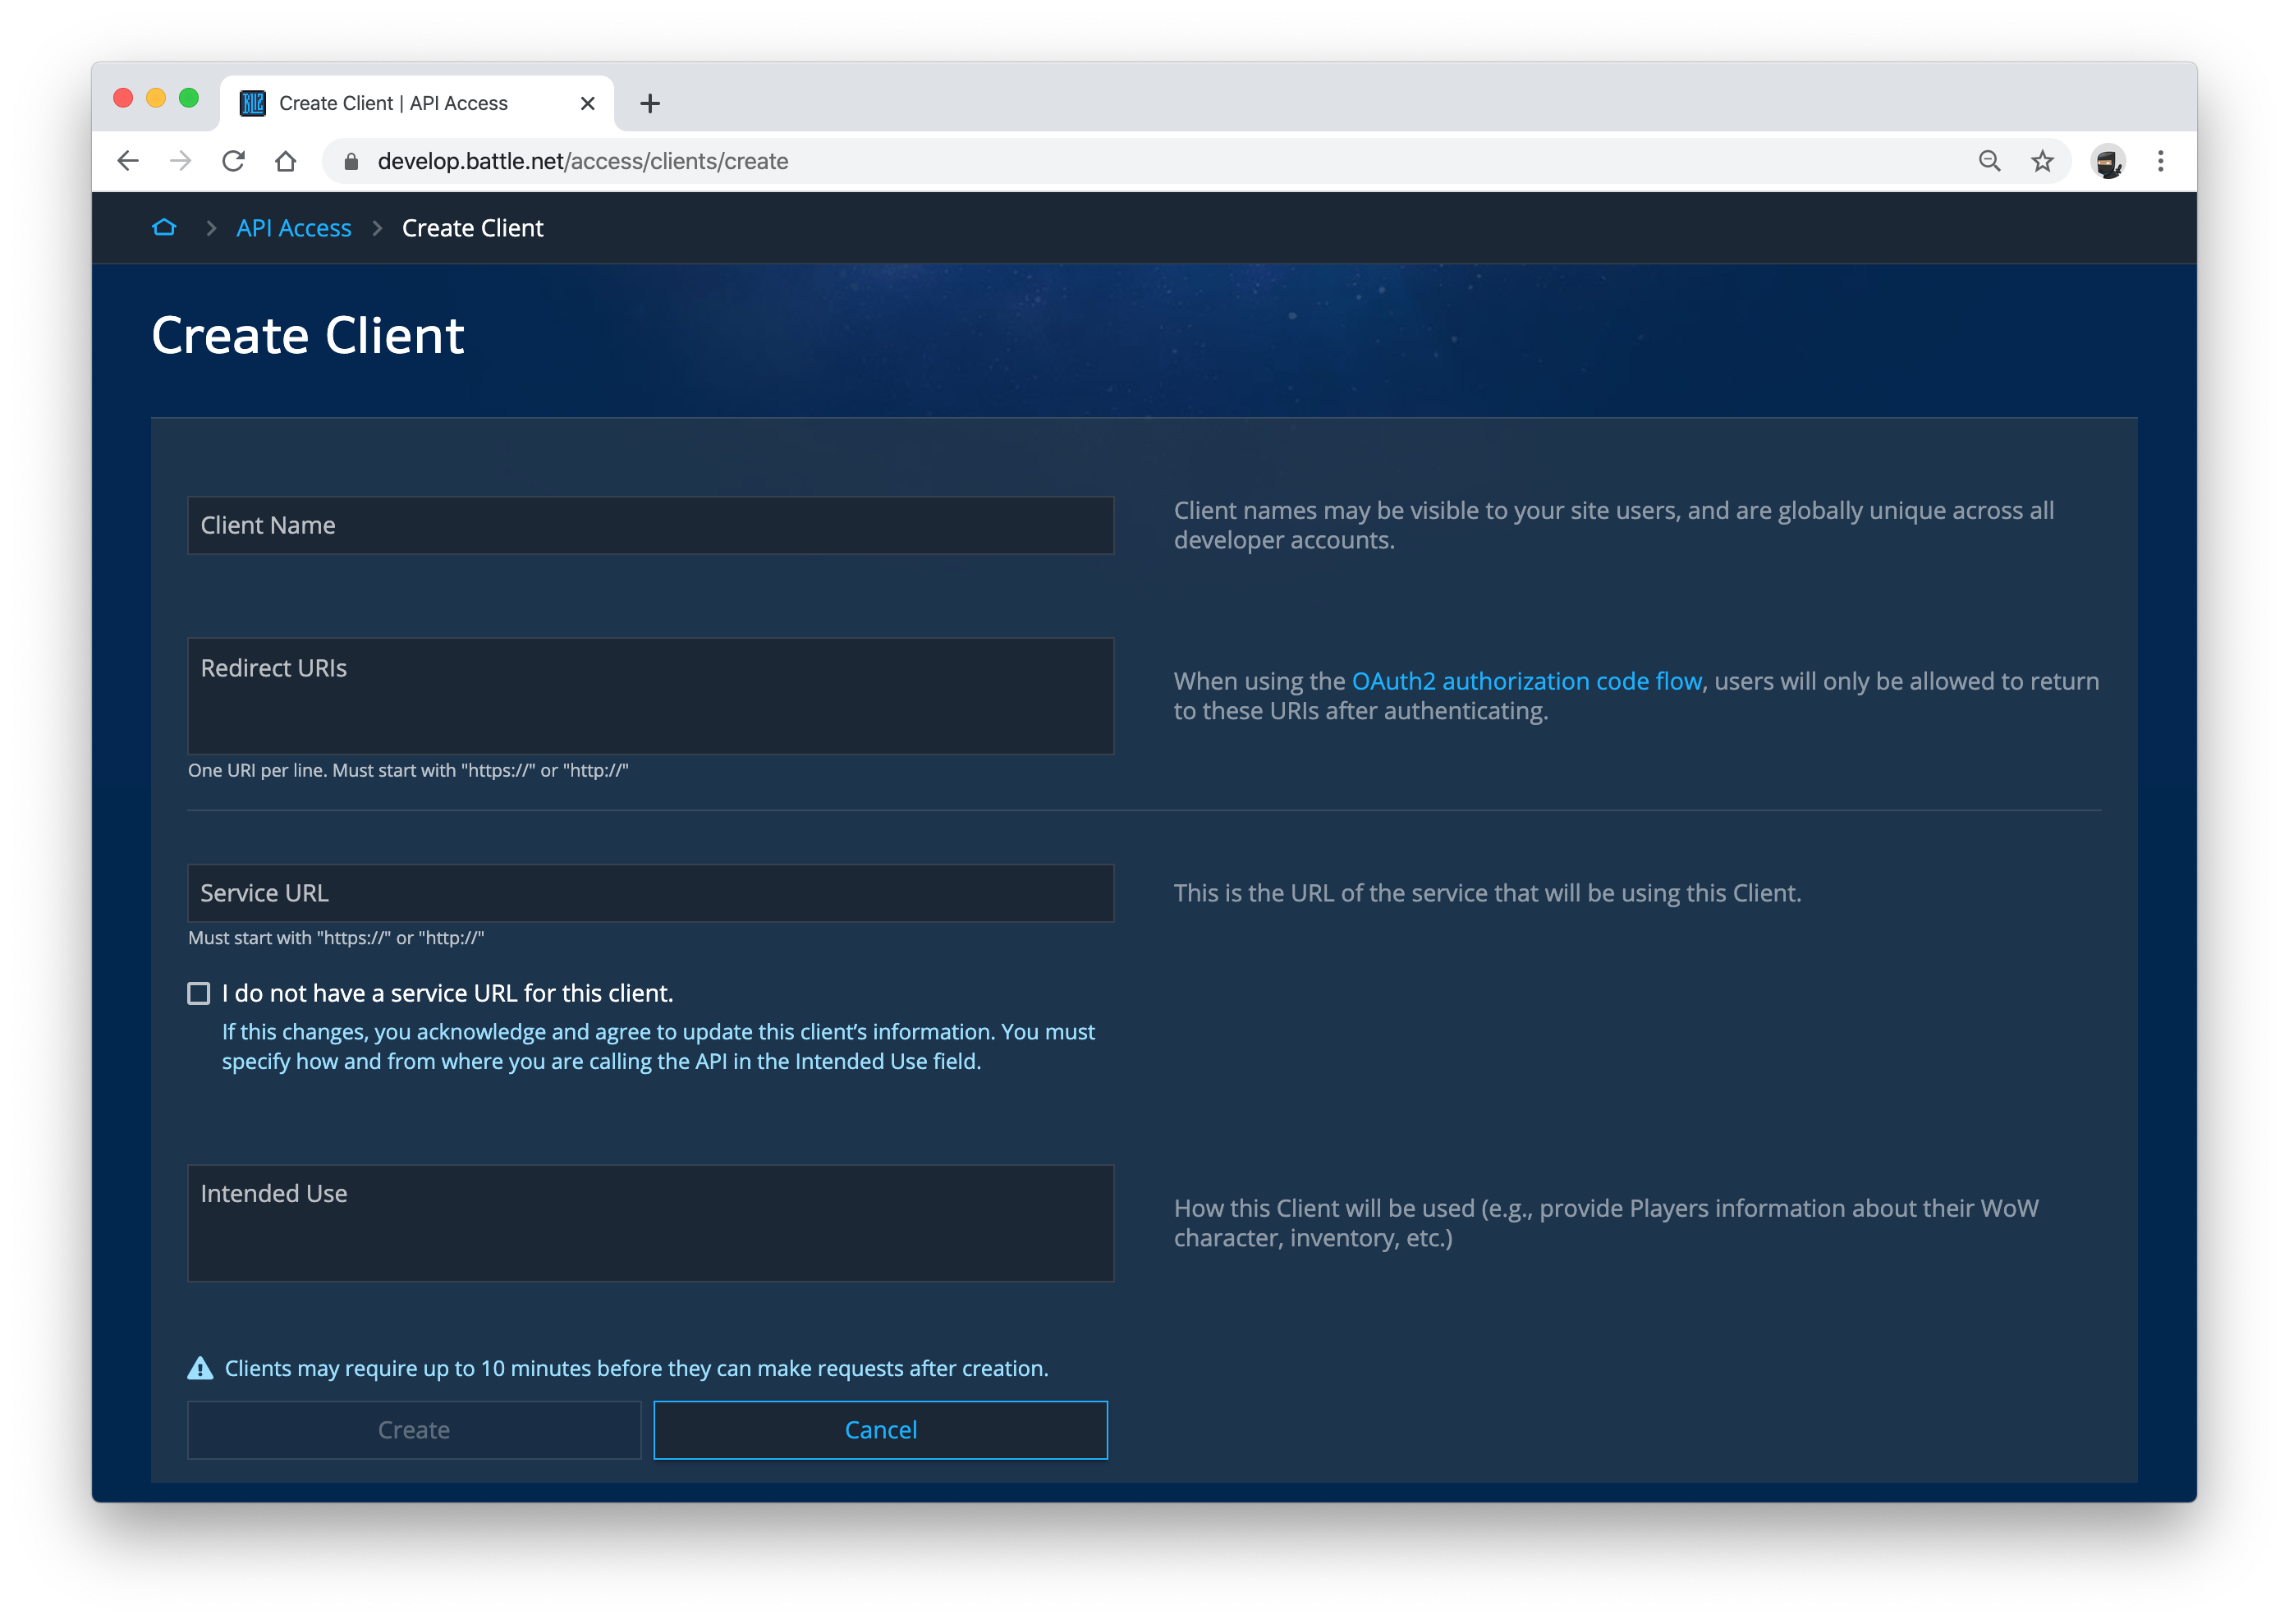 Create Client | API Access
develop.battle.net/access/clients/create
API Access > Create Client
Create Client
Client Name
Client names may be visible to your site users, and are globally unique across all
developer accounts.
Redirect URIs
When using the OAuth2 authorization code flow, users will only be allowed to return
to these URIs after authenticating.
One URI per line. Must start with "https://" or "http://"
Service URL
This is the URL of the service that will be using this Client.
Must start with "https://" or "http://"
I do not have a service URL for this client.
If this changes, you acknowledge and agree to update this client’s information. You must
specify how and from where you are calling the API in the Intended Use field.
Intended Use
How this Client will be used (e.g., provide Players information about their WoW
character, inventory, etc.)
Clients may require up to 10 minutes before they can make requests after creation.
Create
Cancel